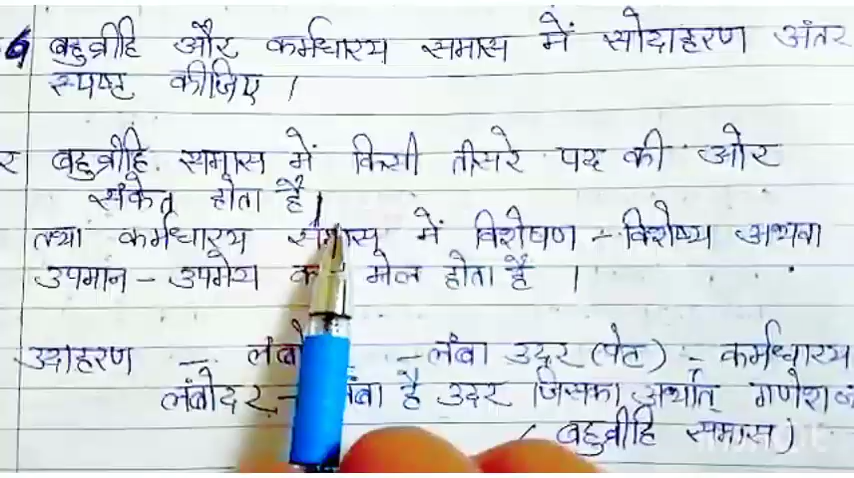 6 बहुव्रीहि और कर्मधारय समास में सोदाहरण अंतर
स्पष्ट कीजिए ।
र बहुव्रीहि समास में किसी तीसरे पद की ओर
संकेत होता है।
तथा कर्मधारय समास में विशेषण - विशेष्य अथवा
उपमान - उपमेय का मेल होता है ।
उदाहरण - - लंबा उदर (पेट) - कर्मधारय
लंबोदर - लंबा है उदर जिसका अर्थात् गणेश
( बहुव्रीहि समास)